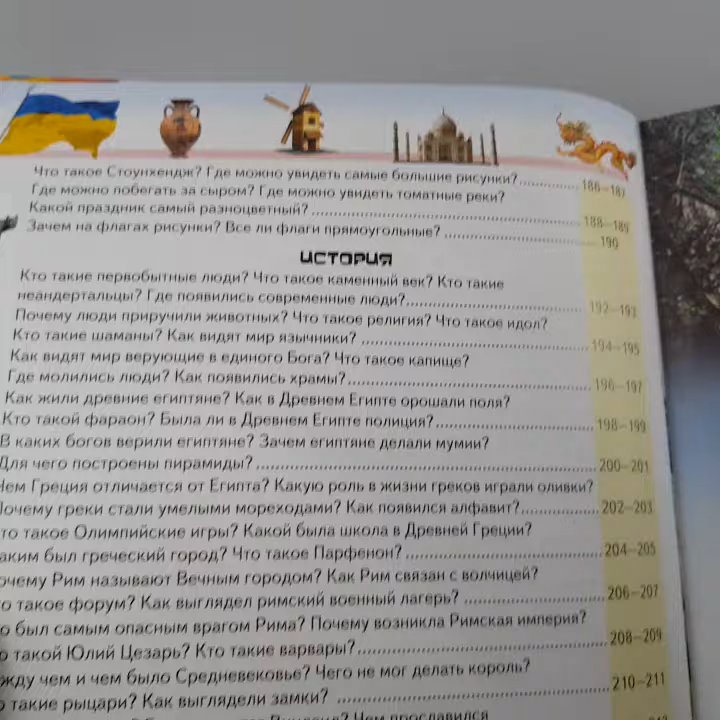 Что такое Стоунхендж? Где можно увидеть самые большие рисунки?.............. 186–187
Где можно побегать за сыром? Где можно увидеть томатные реки?
Какой праздник самый разноцветный? .............. 188–189
Зачем на флагах рисунки? Все ли флаги прямоугольные? .............. 190
ИСТОРИЯ
Кто такие первобытные люди? Что такое каменный век? Кто такие
неандертальцы? Где появились современные люди?.............. 192–193
Почему люди приручили животных? Что такое религия? Что такое идол?
Кто такие шаманы? Как видят мир язычники? .............. 194–195
Как видят мир верующие в единого Бога? Что такое капище?
Где молились люди? Как появились храмы?.............. 196–197
Как жили древние египтяне? Как в Древнем Египте орошали поля?
Кто такой фараон? Была ли в Древнем Египте полиция?.............. 198–199
В каких богов верили египтяне? Зачем египтяне делали мумии?
Для чего построены пирамиды?.............. 200–201
Чем Греция отличается от Египта? Какую роль в жизни греков играли оливки?
Почему греки стали умелыми мореходами? Как появился алфавит?.............. 202–203
то такое Олимпийские игры? Какой была школа в Древней Греции?
аким был греческий город? Что такое Парфенон?.............. 204–205
очему Рим называют Вечным городом? Как Рим связан с волчицей?
о такое форум? Как выглядел римский военный лагерь?.............. 206–207
о был самым опасным врагом Рима? Почему возникла Римская империя?
о такой Юлий Цезарь? Кто такие варвары?.............. 208–209
жду чем и чем было Средневековье? Чего не мог делать король?
о такие рыцари? Как выглядели замки? .............. 210–211